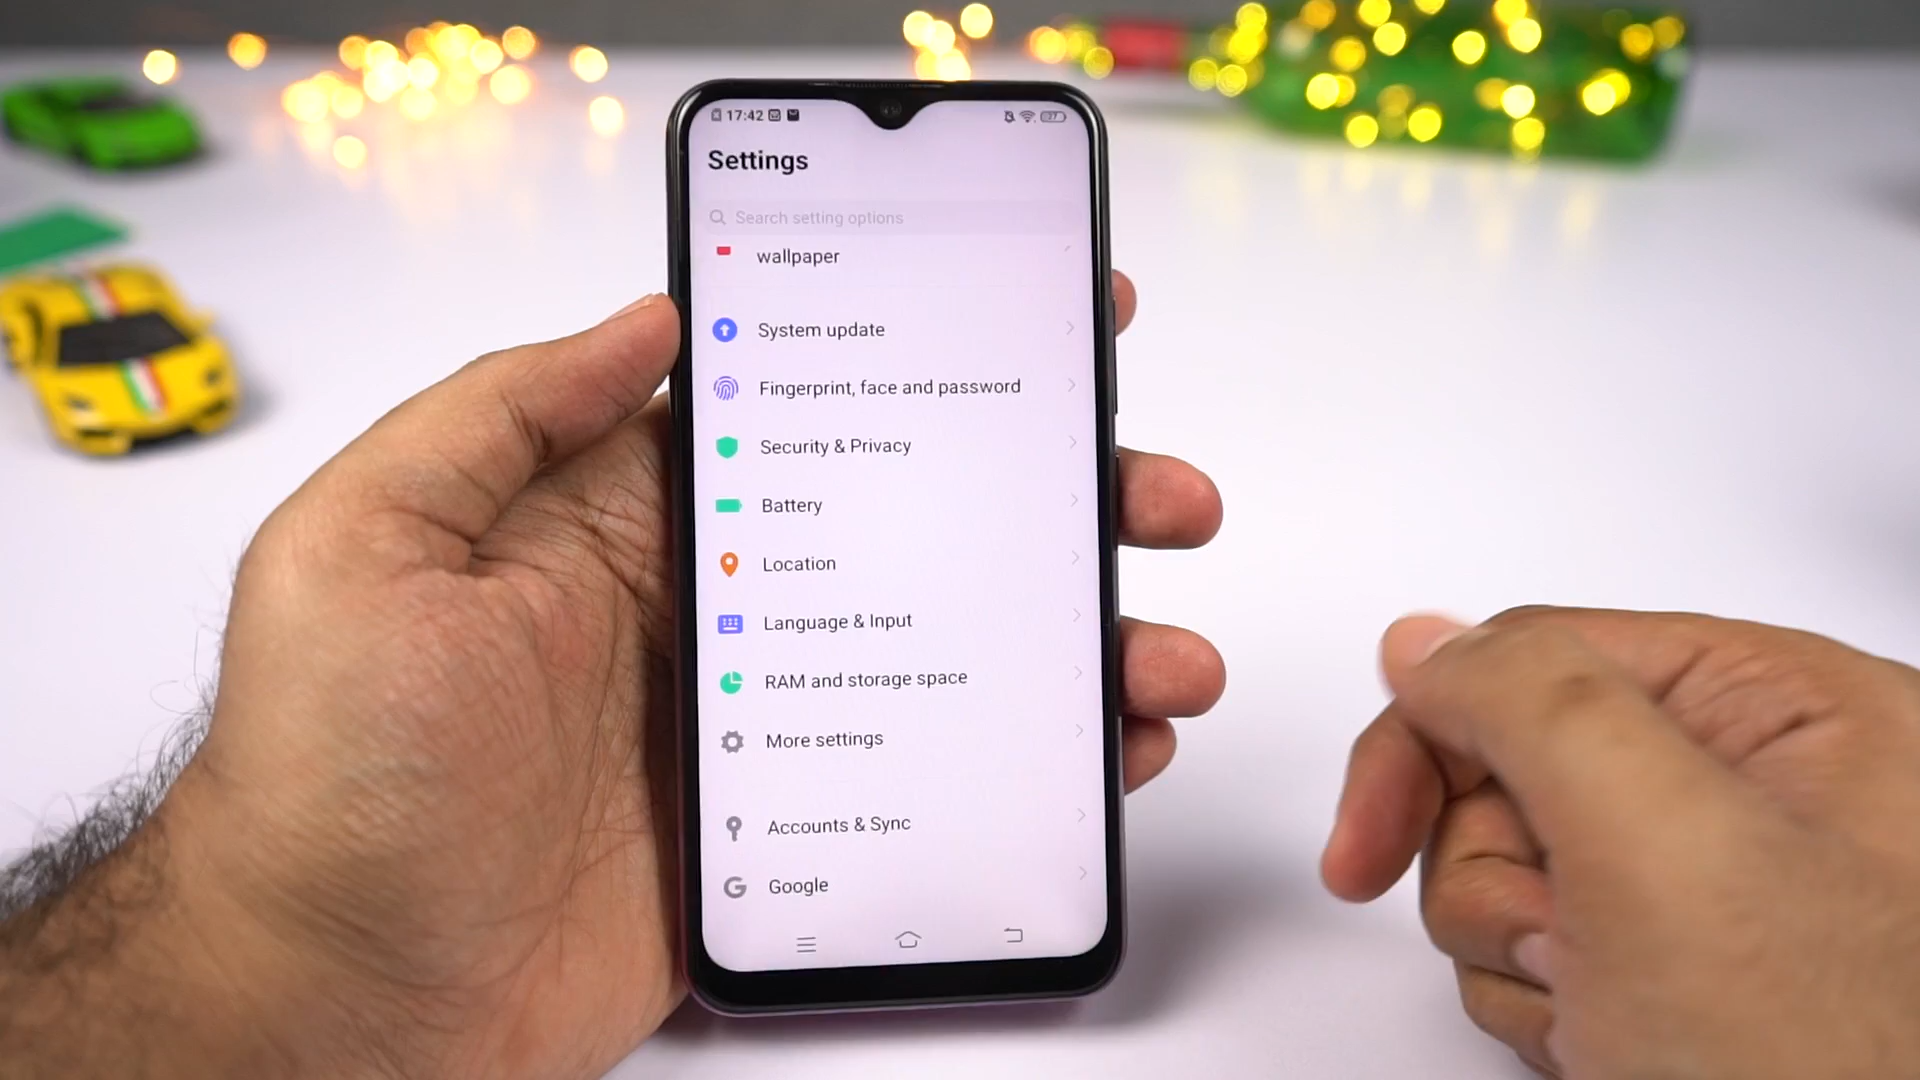 17:42
27
Settings
Search setting options
wallpaper
System update
Fingerprint, face and password
Security & Privacy
Battery
Location
Language & Input
RAM and storage space
More settings
Accounts & Sync
Google